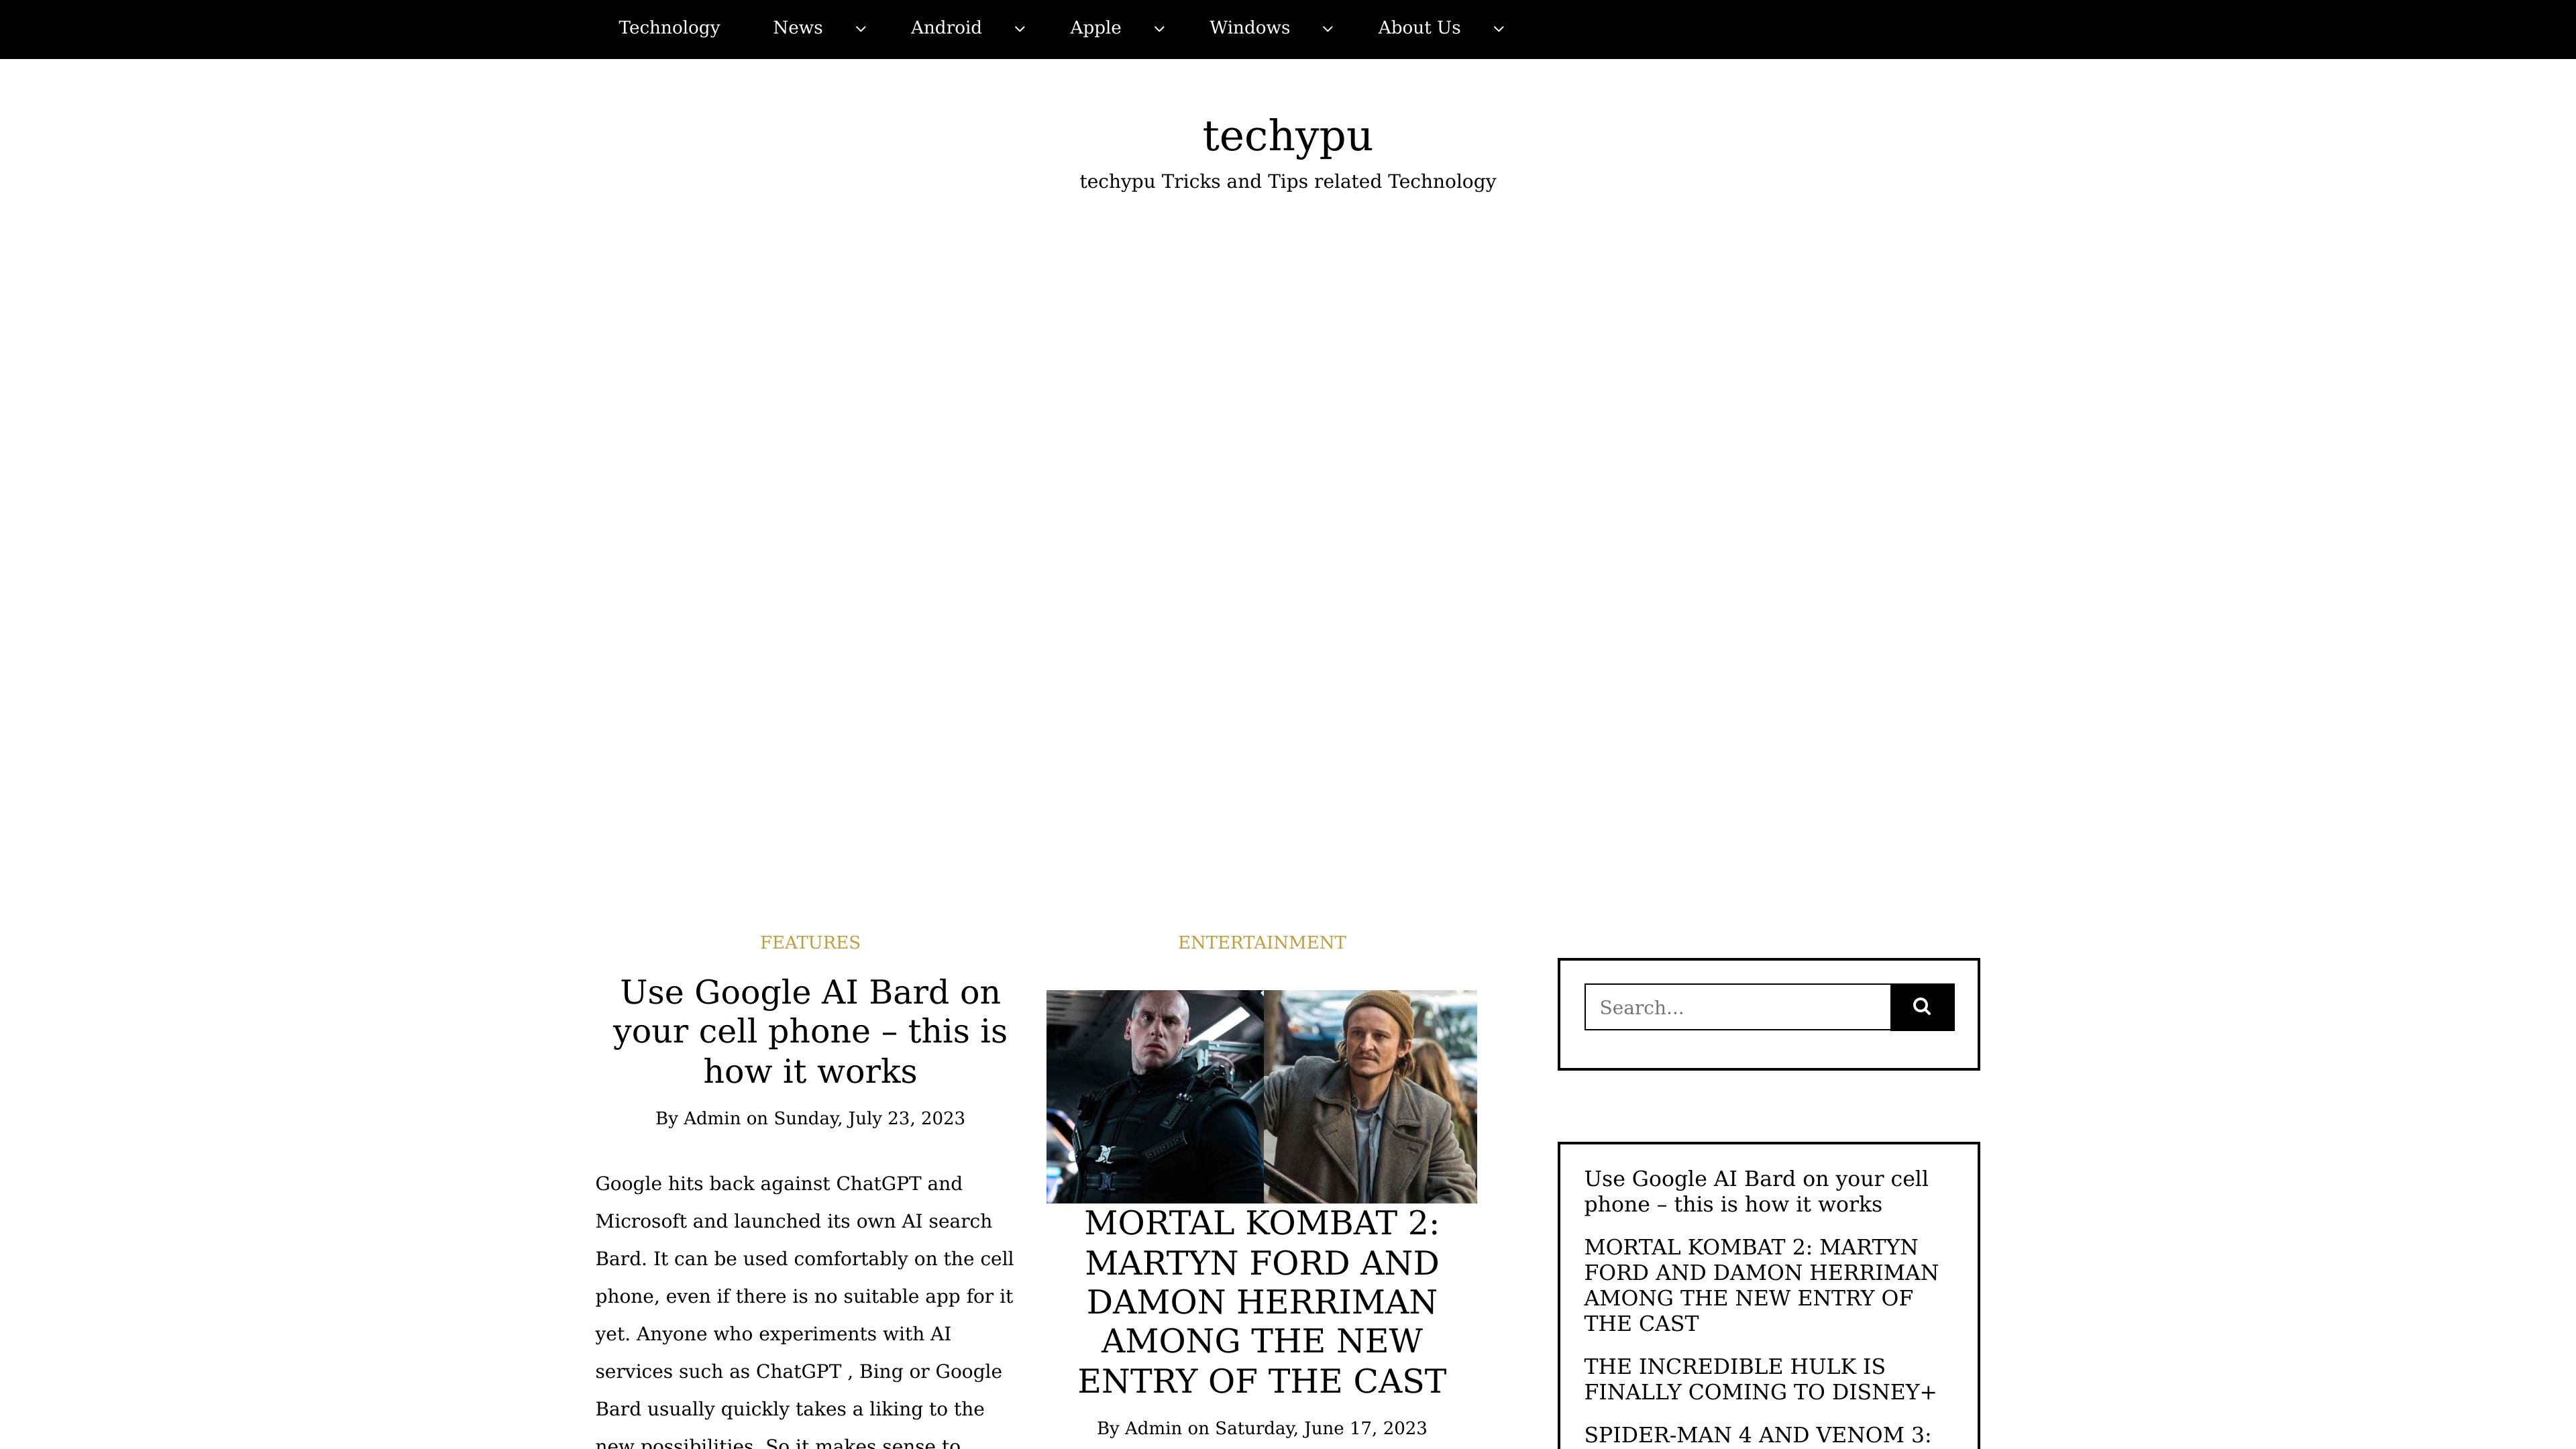 Technology News Android Apple Windows About Us
techypu
techypu Tricks and Tips related Technology
FEATURES
Use Google AI Bard on
your cell phone – this is
how it works
By Admin on Sunday, July 23, 2023
Google hits back against ChatGPT and
Microsoft and launched its own AI search
Bard. It can be used comfortably on the cell
phone, even if there is no suitable app for it
yet. Anyone who experiments with AI
services such as ChatGPT , Bing or Google
Bard usually quickly takes a liking to the
new possibilities. So it makes sense to
ENTERTAINMENT
MORTAL KOMBAT 2:
MARTYN FORD AND
DAMON HERRIMAN
AMONG THE NEW
ENTRY OF THE CAST
By Admin on Saturday, June 17, 2023
Search...
Use Google AI Bard on your cell
phone – this is how it works
MORTAL KOMBAT 2: MARTYN
FORD AND DAMON HERRIMAN
AMONG THE NEW ENTRY OF
THE CAST
THE INCREDIBLE HULK IS
FINALLY COMING TO DISNEY+
SPIDER-MAN 4 AND VENOM 3: